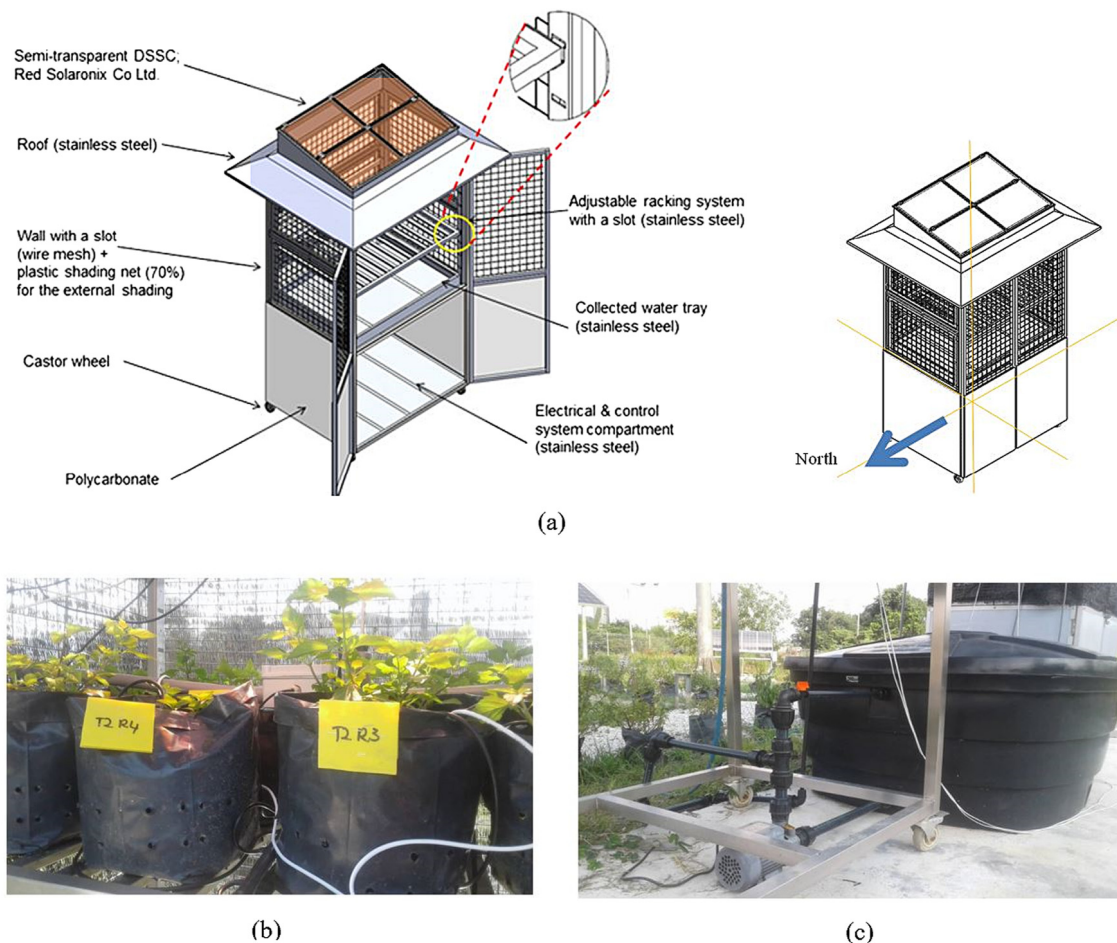 Semi-transparent DSSC;
Red Solaronix Co Ltd.
Roof (stainless steel)
Wall with a slot
(wire mesh) +
plastic shading net (70%)
for the external shading
Castor wheel
Polycarbonate
Adjustable racking system
with a slot (stainless steel)
Collected water tray
(stainless steel)
Electrical & control
system compartment
(stainless steel)
North
(a)
T2 R4
T2 R3
(b)
(c)